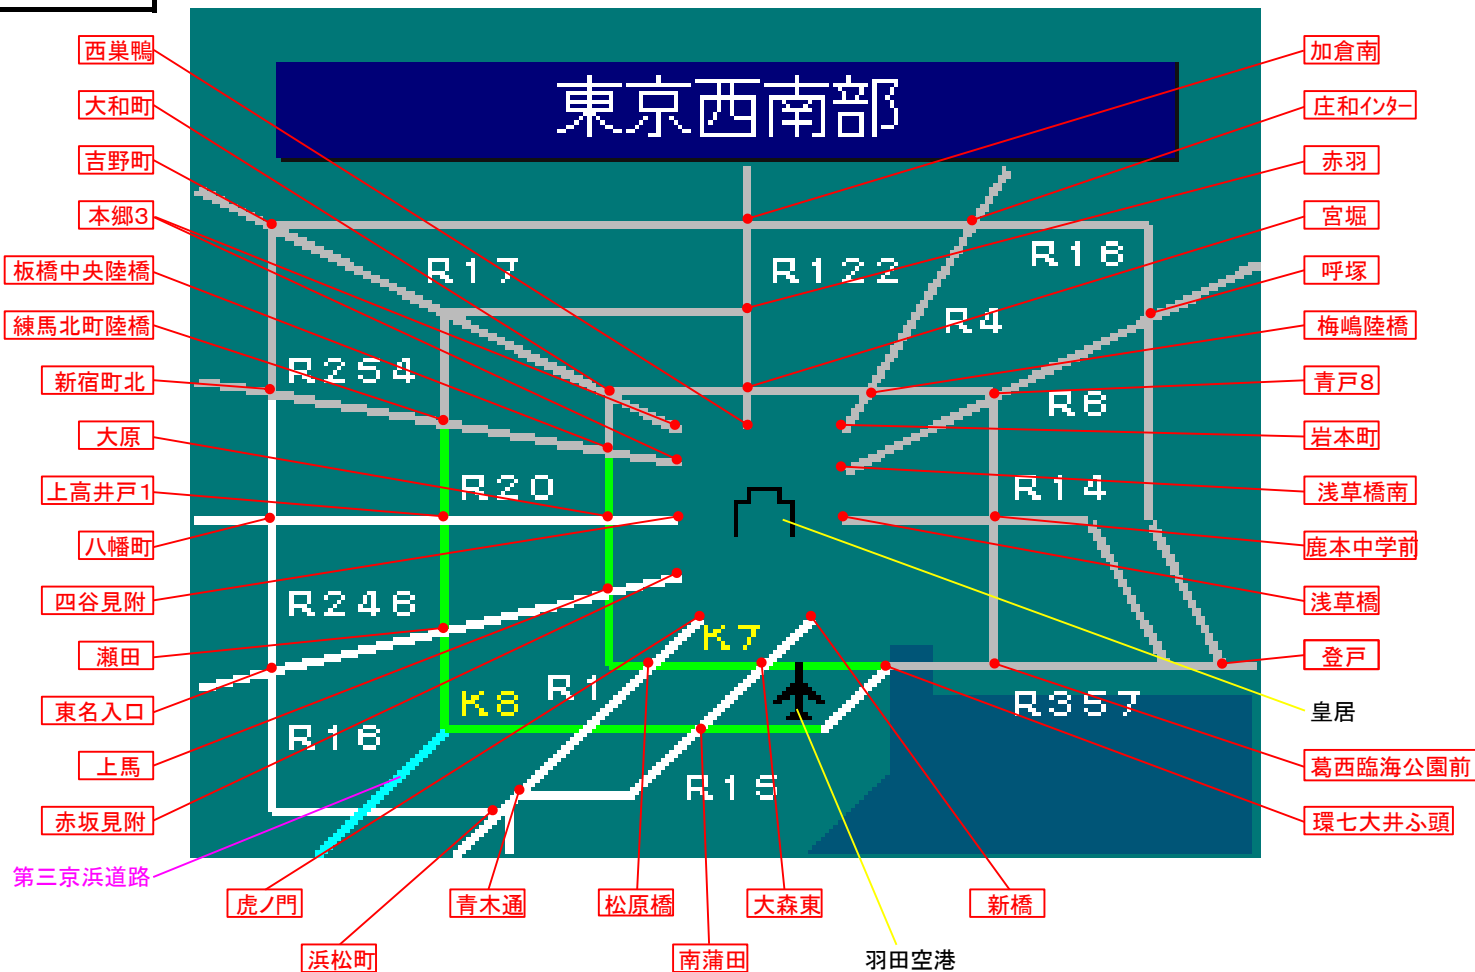 東京西南部
西巣鴨
大和町
吉野町
本郷3
板橋中央陸橋
練馬北町陸橋
新宿町北
大原
上高井戸1
八幡町
四谷見附
瀬田
東名入口
上馬
赤坂見附
第三京浜道路
加倉南
庄和インター
赤羽
宮堀
呼塚
梅嶋陸橋
青戸8
岩本町
浅草橋南
鹿本中学前
浅草橋
登戸
皇居
葛西臨海公園前
環七大井ふ頭
R17
R122
R16
R4
R254
R6
R20
R14
R246
K7
R1
K8
R357
R16
R15
虎ノ門
青木通
松原橋
大森東
新橋
浜松町
南蒲田
羽田空港